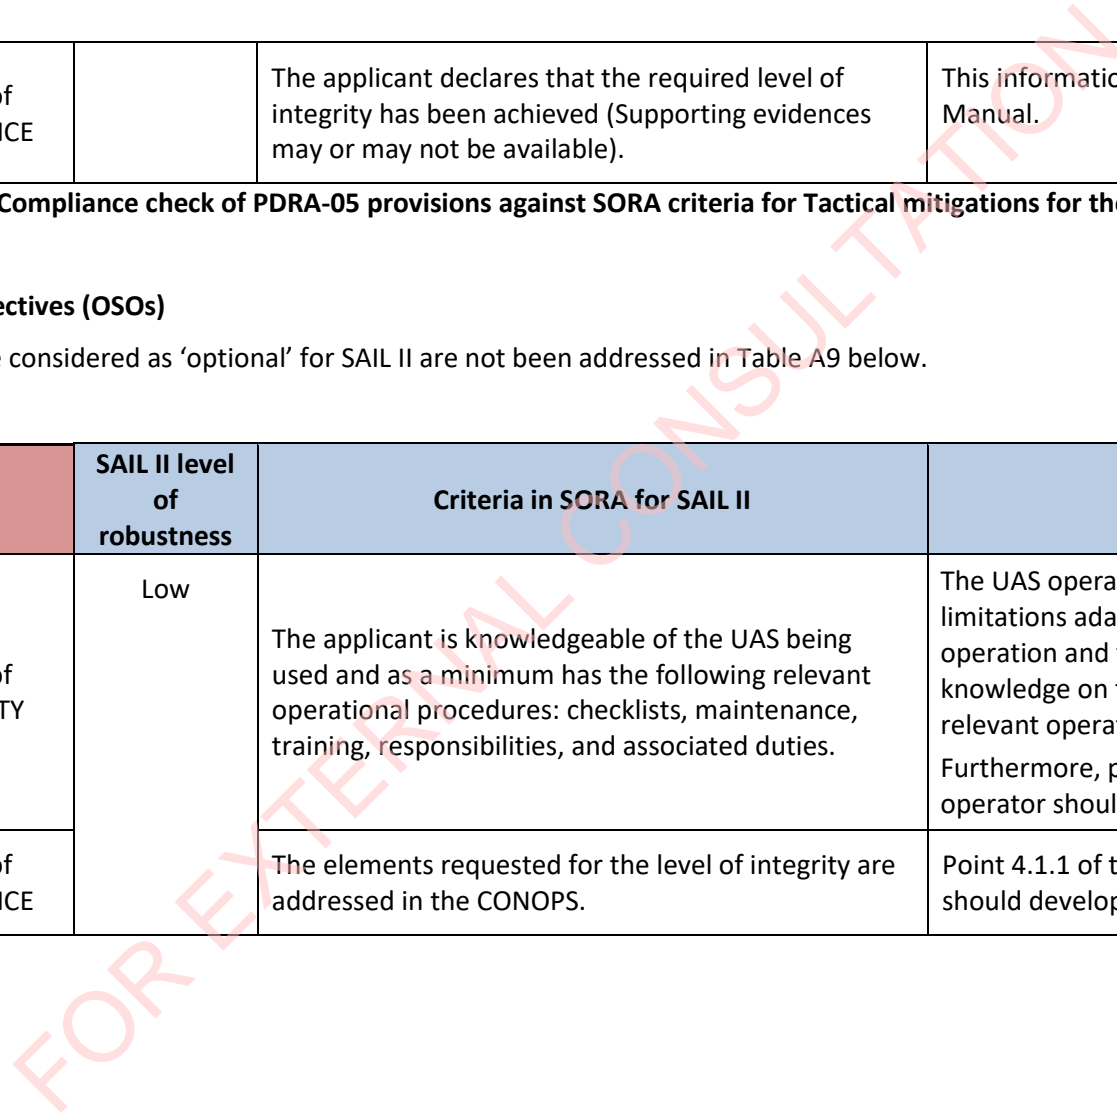 The applicant declares that the required level of
integrity has been achieved (Supporting evidences
may or may not be available).
of
NCE
This informatio
Manual.
Compliance check of PDRA-05 provisions against SORA criteria for Tactical mitigations for the
ectives (OSOs)
e considered as ‘optional’ for SAIL II are not been addressed in Table A9 below.
SAIL II level
of
robustness
Criteria in SORA for SAIL II
of
TY
Low
The applicant is knowledgeable of the UAS being
used and as a minimum has the following relevant
operational procedures: checklists, maintenance,
training, responsibilities, and associated duties.
The UAS opera
limitations ada
operation and
knowledge on
relevant opera
Furthermore, p
operator shoul
of
NCE
The elements requested for the level of integrity are
addressed in the CONOPS.
Point 4.1.1 of t
should develop
FOR EXTERNAL CONSULTATION